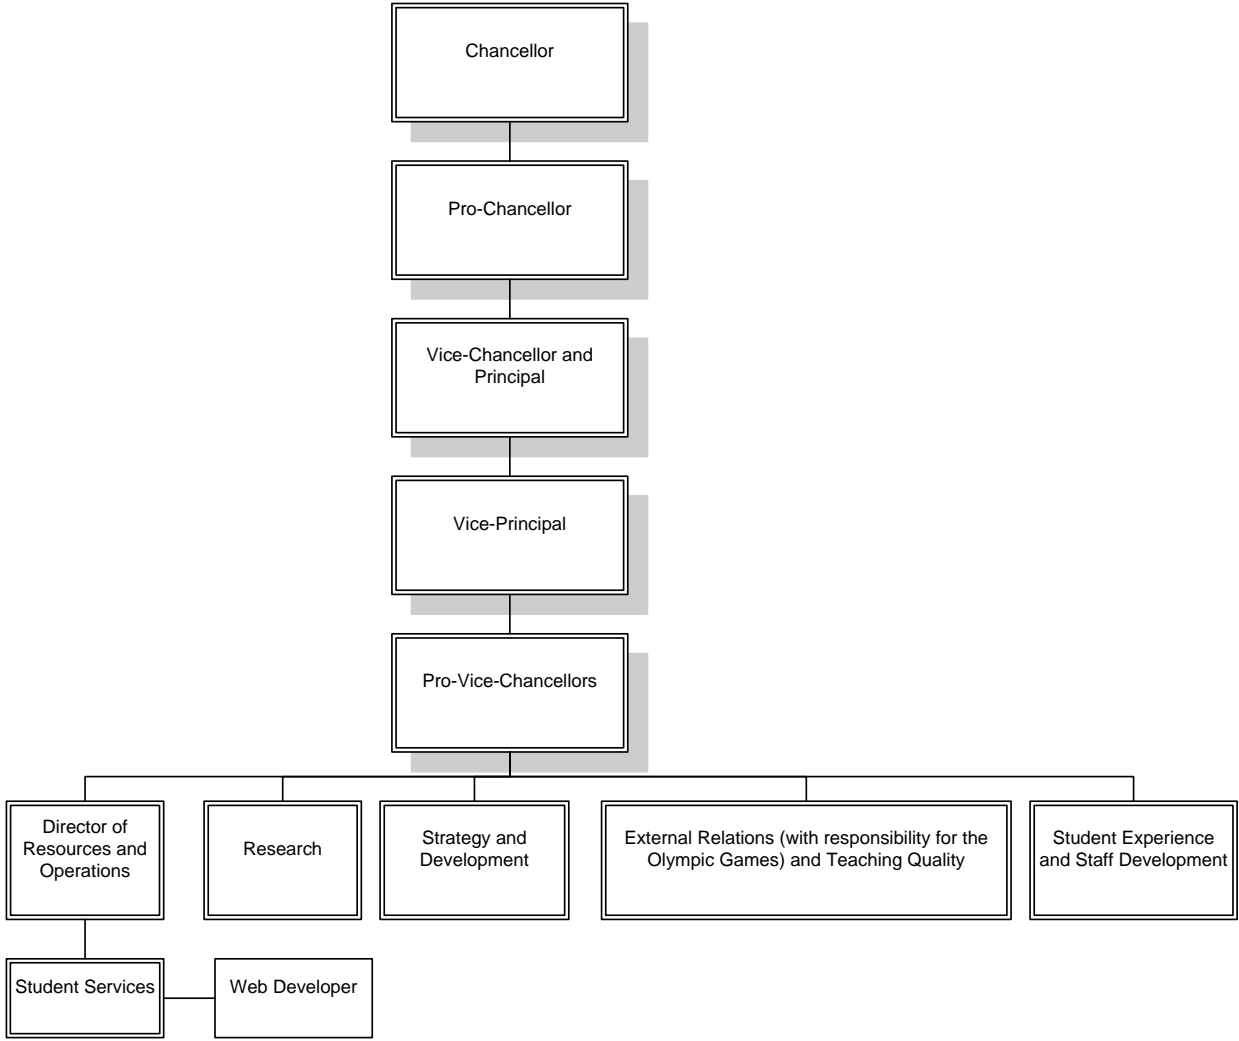 Chancellor
Pro-Chancellor
Vice-Chancellor and
Principal
Vice-Principal
Pro-Vice-Chancellors
Director of
Resources and
Operations
Research
Strategy and
Development
External Relations (with responsibility for the
Olympic Games) and Teaching Quality
Student Experience
and Staff Development
Student Services
Web Developer